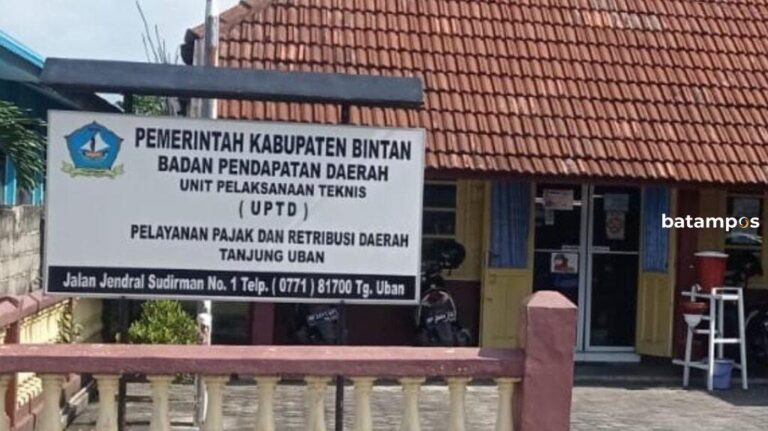 PEMERINTAH KABUPATEN BINTAN
BADAN PENDAPATAN DAERAH
UNIT PELAKSANAAN TEKNIS
( UPTD )
PELAYANAN PAJAK DAN RETRIBUSI DAERAH
TANJUNG UBAN
Jalan Jendral Sudirman No. 1 Telp. ( 0771 ) 81700 Tg. Uban
batampos